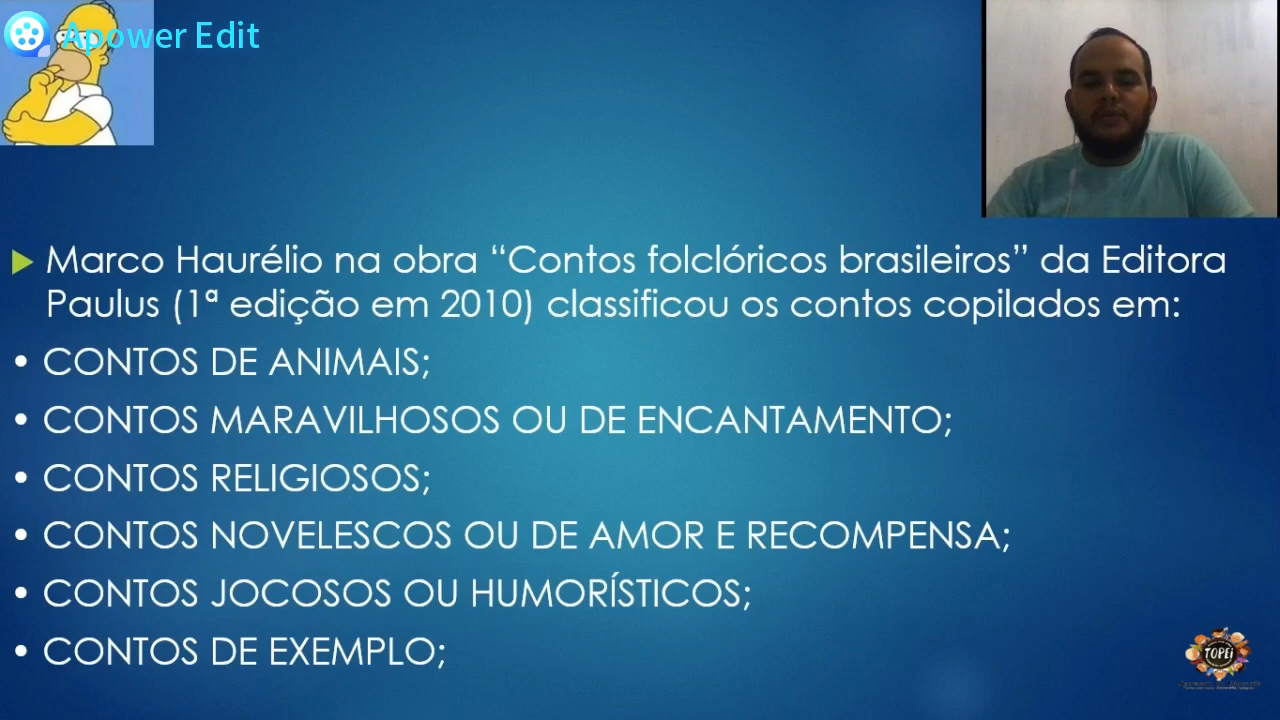 Apower Edit
Marco Haurélio na obra “Contos folclóricos brasileiros” da Editora
Paulus (1ª edição em 2010) classificou os contos copilados em:
• CONTOS DE ANIMAIS;
• CONTOS MARAVILHOSOS OU DE ENCANTAMENTO;
• CONTOS RELIGIOSOS;
• CONTOS NOVELESCOS OU DE AMOR E RECOMPENSA;
• CONTOS JOCOSOS OU HUMORÍSTICOS;
• CONTOS DE EXEMPLO;
TOPEi